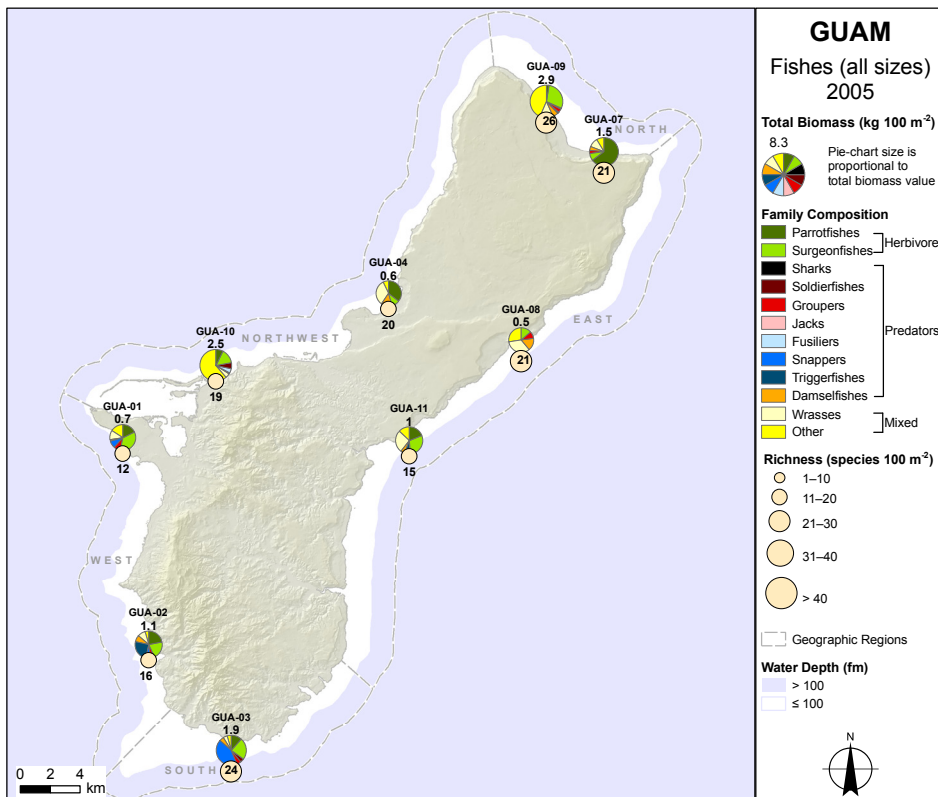 GUA-09
2.9
26
GUA-07
1.5
NORTH
21
GUA-04
0.6
20
GUA-08
0.5
21
EAST
NORTHWEST
GUA-10
2.5
19
GUA-01
0.7
12
GUA-11
1
15
WEST
GUA-02
1.1
16
GUA-03
1.9
24
SOUTH
0 2 4
km
GUAM
Fishes (all sizes)
2005
Total Biomass (kg 100 m⁻²)
8.3
Pie-chart size is
proportional to
total biomass value
Family Composition
Parrotfishes
Surgeonfishes
Herbivore
Sharks
Soldierfishes
Groupers
Jacks
Predators
Fusiliers
Snappers
Triggerfishes
Damselfishes
Wrasses
Mixed
Other
Richness (species 100 m⁻²)
1–10
11–20
21–30
31–40
> 40
Geographic Regions
Water Depth (fm)
> 100
≤ 100
N